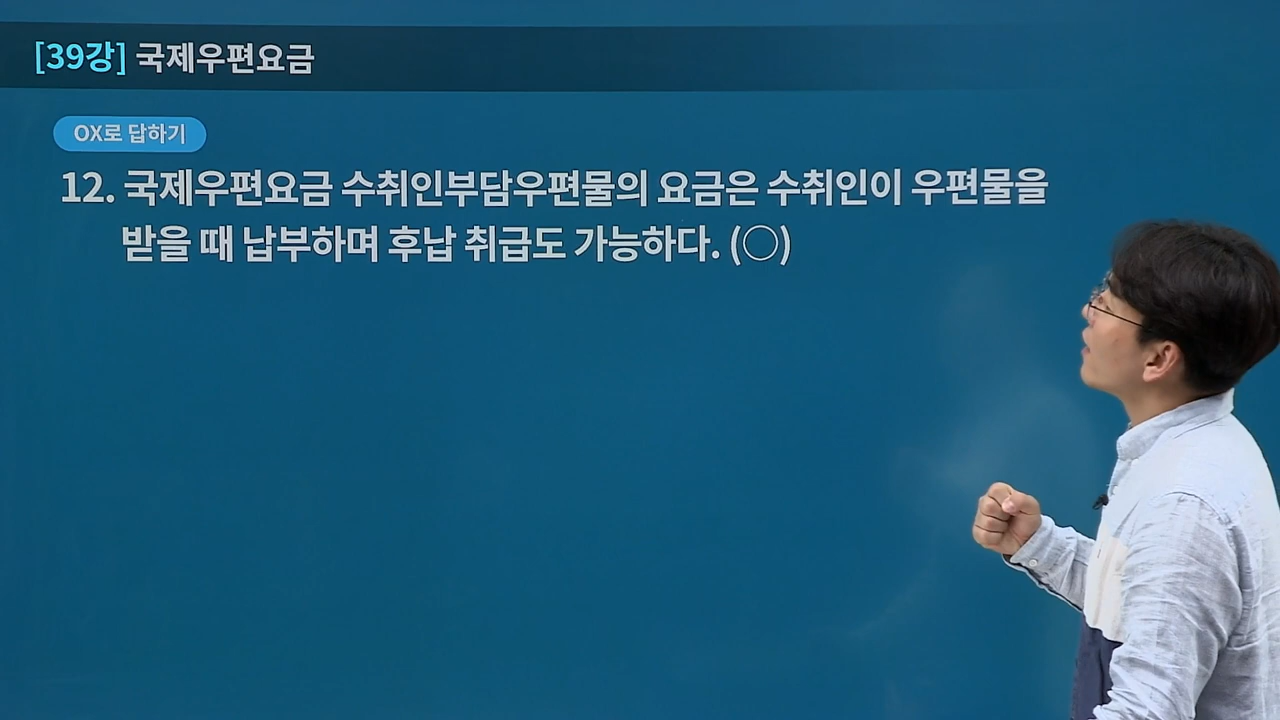 [39강] 국제우편요금
OX로 답하기
12. 국제우편요금 수취인부담우편물의 요금은 수취인이 우편물을
받을 때 납부하며 후납 취급도 가능하다. (○)